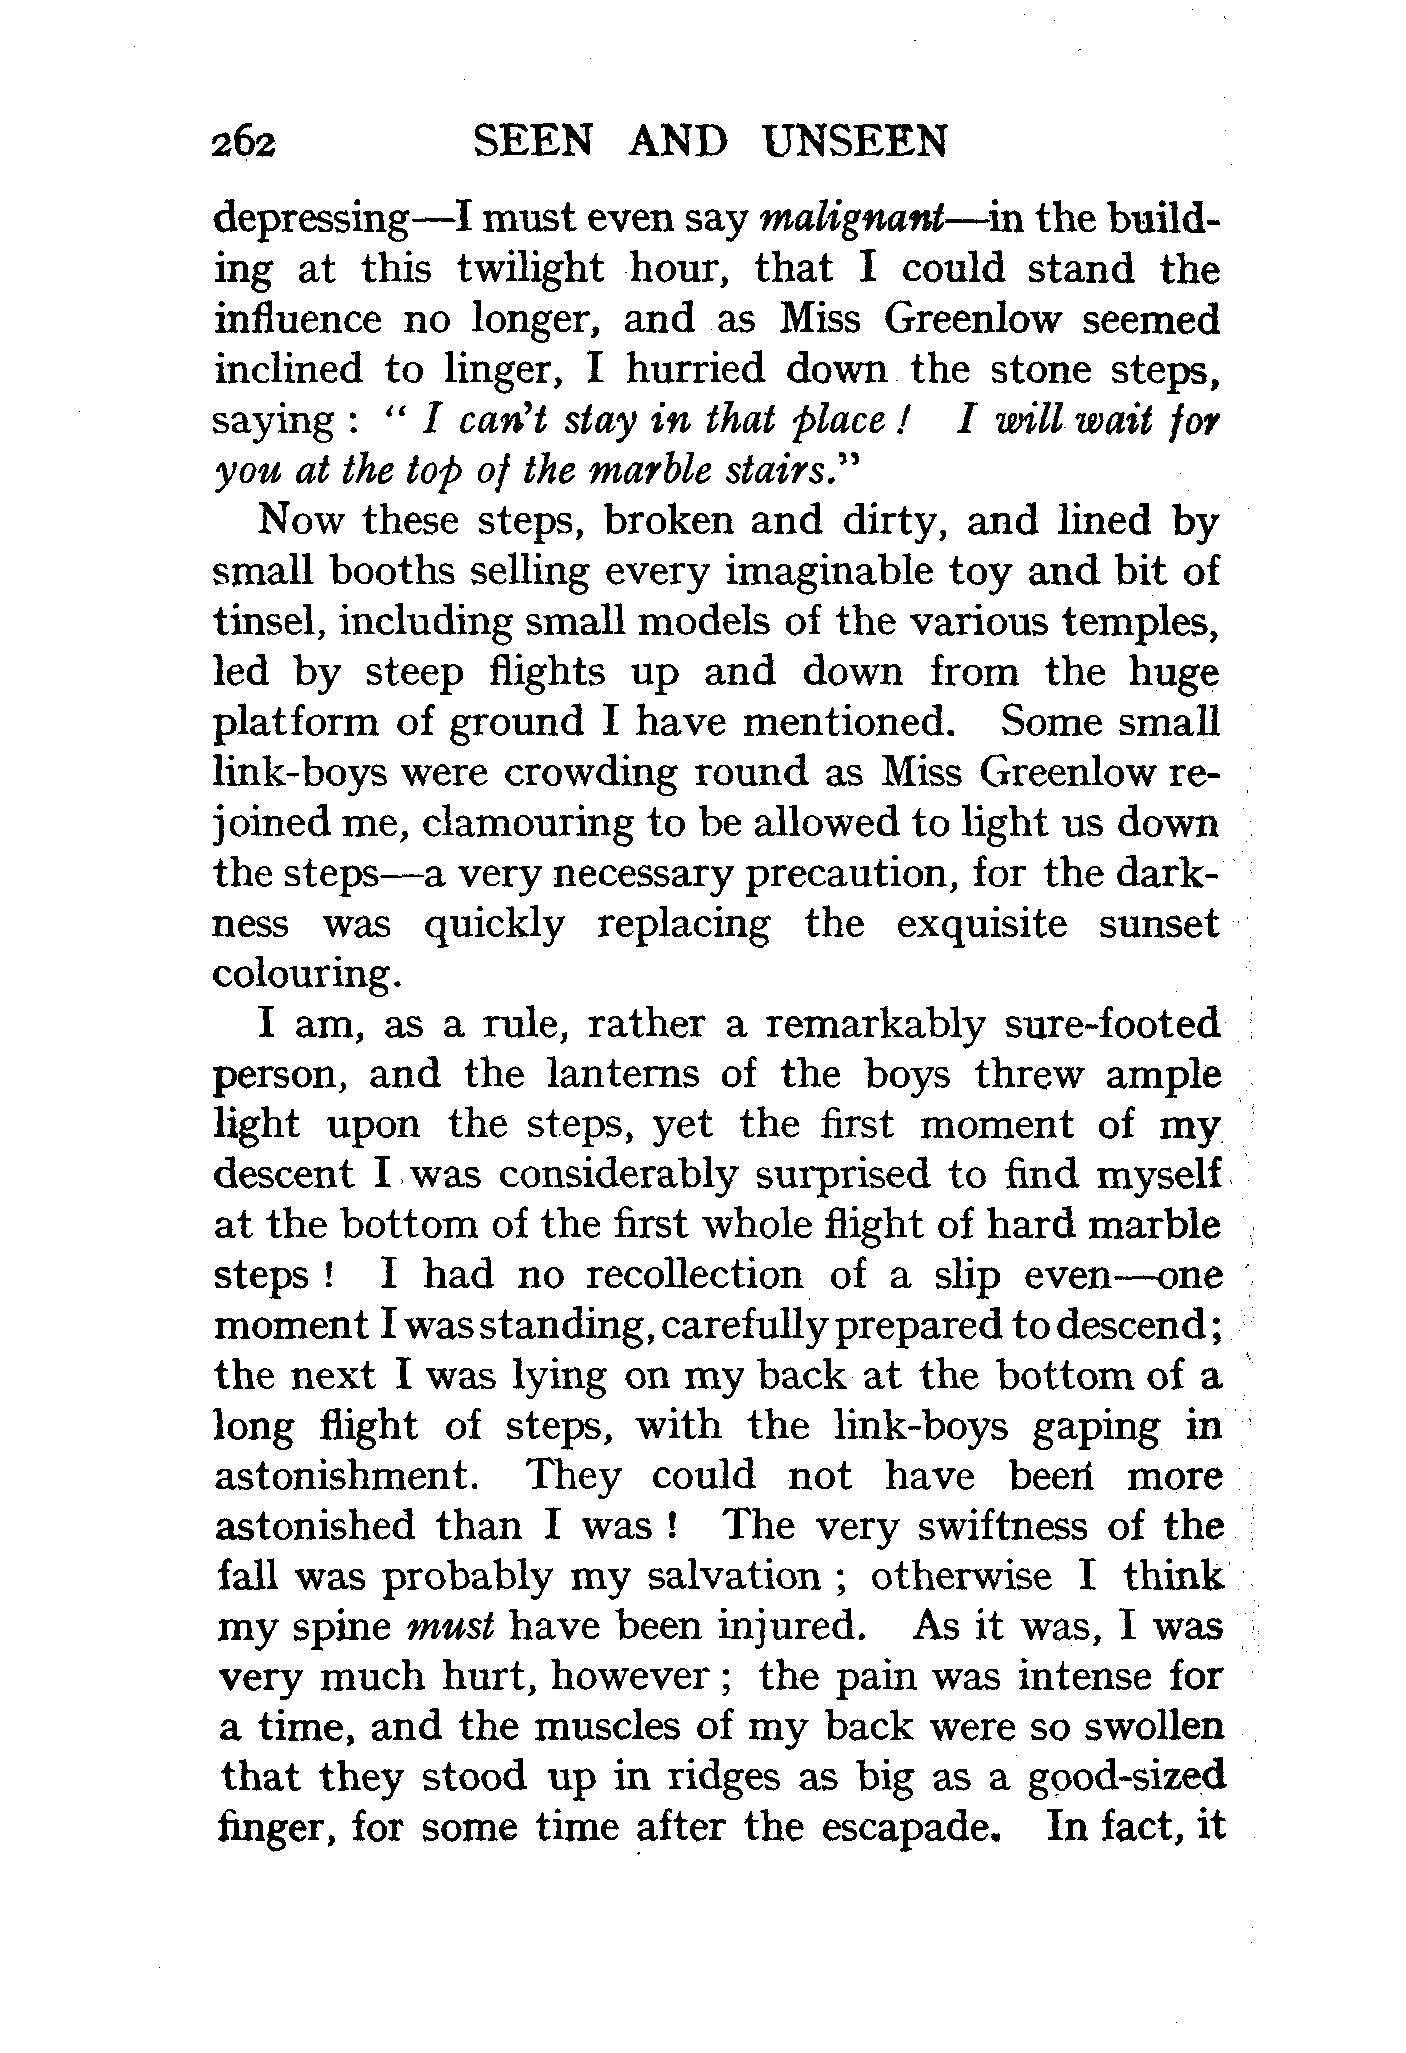 262 SEEN AND UNSEEN
depressing—I must even say malignant—in the build-
ing at this twilight hour, that I could stand the
influence no longer, and as Miss Greenlow seemed
inclined to linger, I hurried down the stone steps,
saying : " I can't stay in that place ! I will wait for
you at the top of the marble stairs."
Now these steps, broken and dirty, and lined by
small booths selling every imaginable toy and bit of
tinsel, including small models of the various temples,
led by steep flights up and down from the huge
platform of ground I have mentioned. Some small
link-boys were crowding round as Miss Greenlow re-
joined me, clamouring to be allowed to light us down
the steps—a very necessary precaution, for the dark-
ness was quickly replacing the exquisite sunset
colouring.
I am, as a rule, rather a remarkably sure-footed
person, and the lanterns of the boys threw ample
light upon the steps, yet the first moment of my
descent I was considerably surprised to find myself
at the bottom of the first whole flight of hard marble
steps ! I had no recollection of a slip even—one
moment I was standing, carefully prepared to descend;
the next I was lying on my back at the bottom of a
long flight of steps, with the link-boys gaping in
astonishment. They could not have been more
astonished than I was ! The very swiftness of the
fall was probably my salvation ; otherwise I think
my spine must have been injured. As it was, I was
very much hurt, however ; the pain was intense for
a time, and the muscles of my back were so swollen
that they stood up in ridges as big as a good-sized
finger, for some time after the escapade. In fact, it